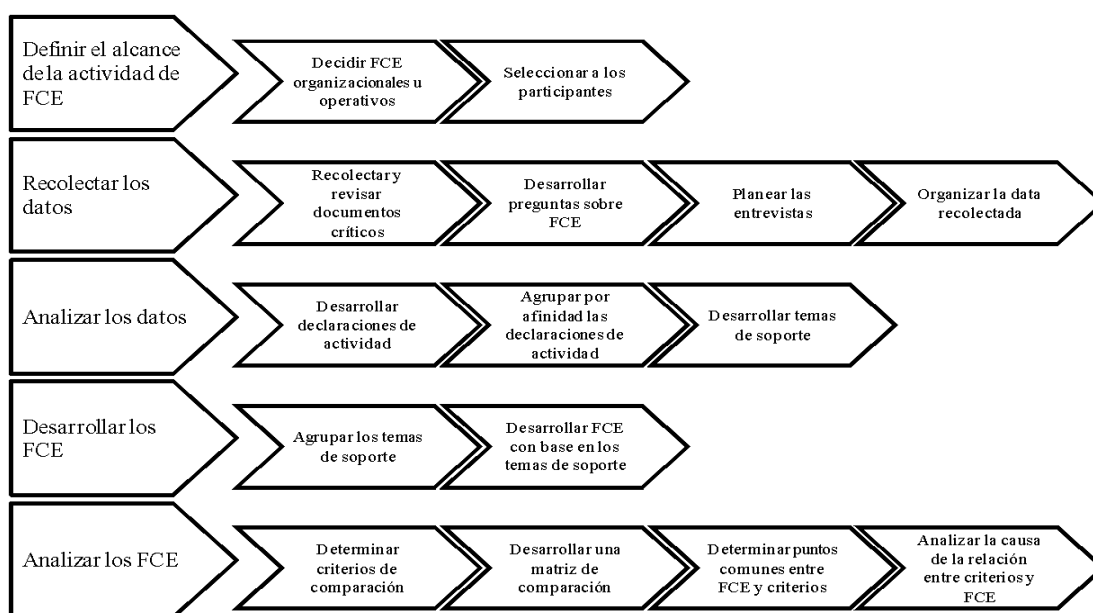 Definir el alcance
de la actividad de
FCE
Decidir FCE
organizacionales u
operativos
Seleccionar a los
participantes
Recolectar los
datos
Recolectar y
revisar
documentos
críticos
Desarrollar
preguntas sobre
FCE
Planear las
entrevistas
Organizar la data
recolectada
Analizar los datos
Desarrollar
declaraciones de
actividad
Agrupar por
afinidad las
declaraciones de
actividad
Desarrollar temas
de soporte
Desarrollar los
FCE
Agrupar los temas
de soporte
Desarrollar FCE
con base en los
temas de soporte
Analizar los FCE
Determinar
criterios de
comparación
Desarrollar una
matriz de
comparación
Determinar puntos
comunes entre
FCE y criterios
Analizar la causa
de la relación
entre criterios y
FCE